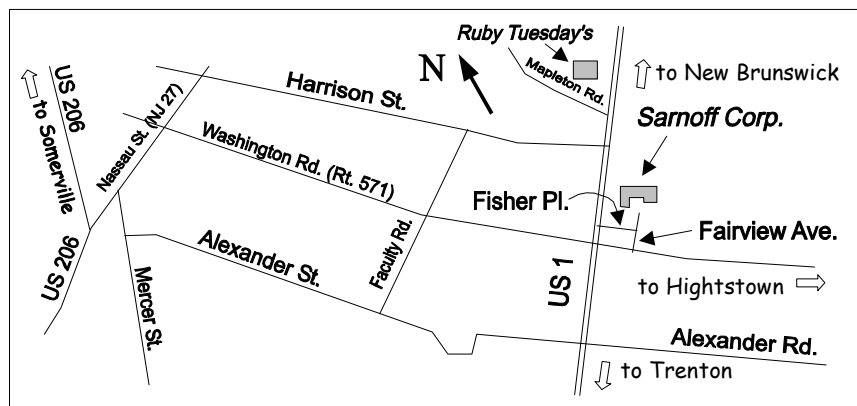 Ruby Tuesday's
N
Mapleton Rd.
to New Brunswick
US 206
to Somerville
Nassau St. (NJ 27)
Harrison St.
Sarnoff Corp.
Washington Rd. (Rt. 571)
Fisher Pl.
Fairview Ave.
Faculty Rd.
Alexander St.
US 206
Mercer St.
US 1
to Hightstown
Alexander Rd.
to Trenton